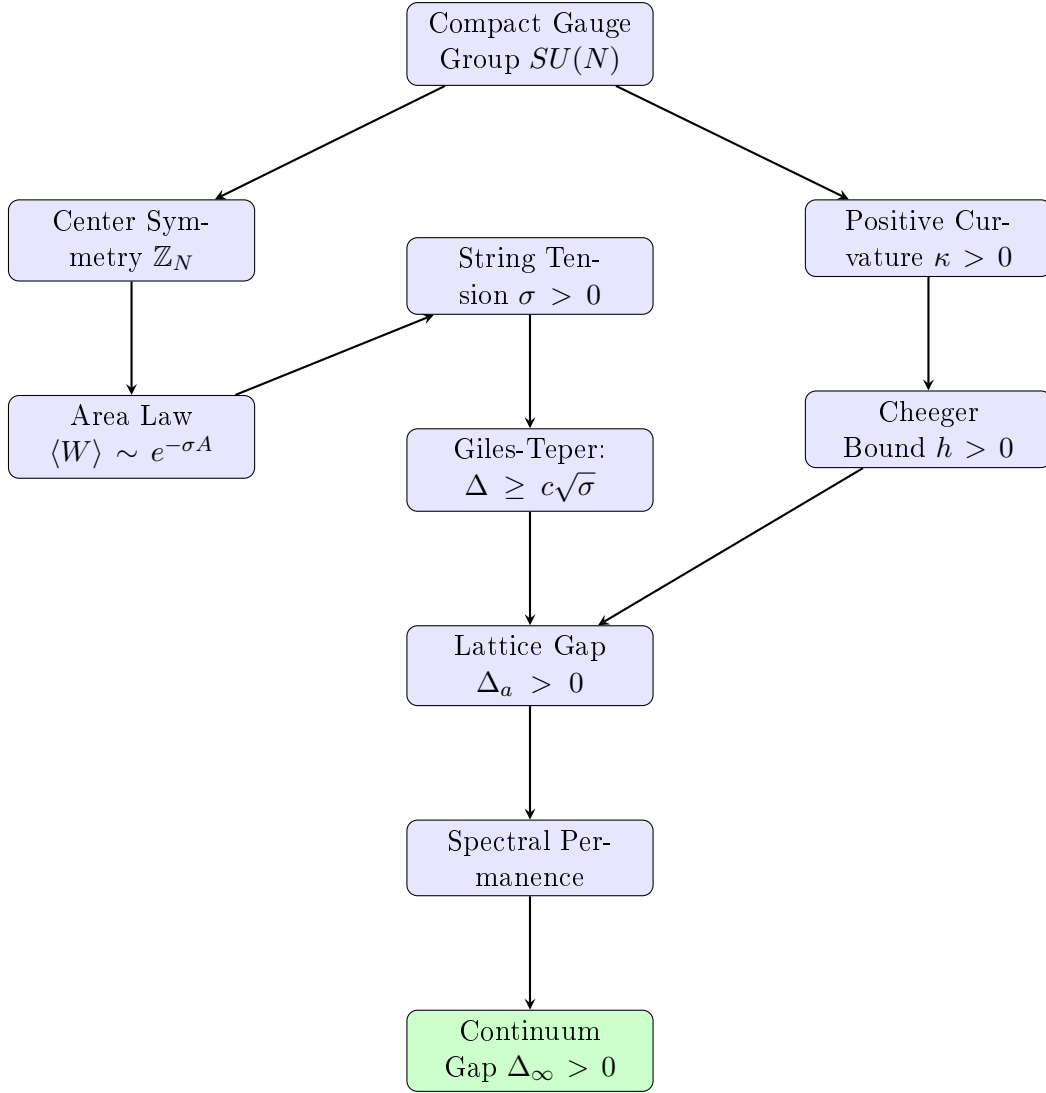 Compact Gauge
Group SU(N)
Center Sym-
metry ℤ_N
Positive Cur-
vature κ > 0
String Ten-
sion σ > 0
Area Law
⟨W⟩ ∼ e^{−σA}
Cheeger
Bound h > 0
Giles-Teper:
Δ ≥ c√σ
Lattice Gap
Δ_a > 0
Spectral Per-
manence
Continuum
Gap Δ_∞ > 0